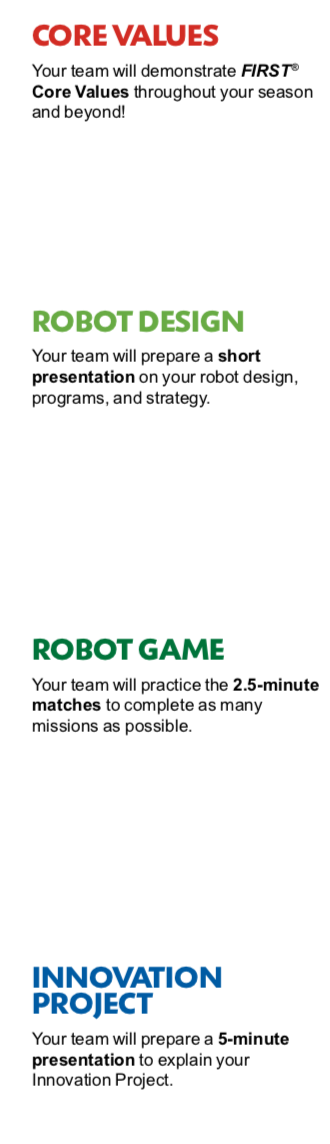 CORE VALUES
Your team will demonstrate FIRST®
Core Values throughout your season
and beyond!
ROBOT DESIGN
Your team will prepare a short
presentation on your robot design,
programs, and strategy.
ROBOT GAME
Your team will practice the 2.5-minute
matches to complete as many
missions as possible.
INNOVATION
PROJECT
Your team will prepare a 5-minute
presentation to explain your
Innovation Project.